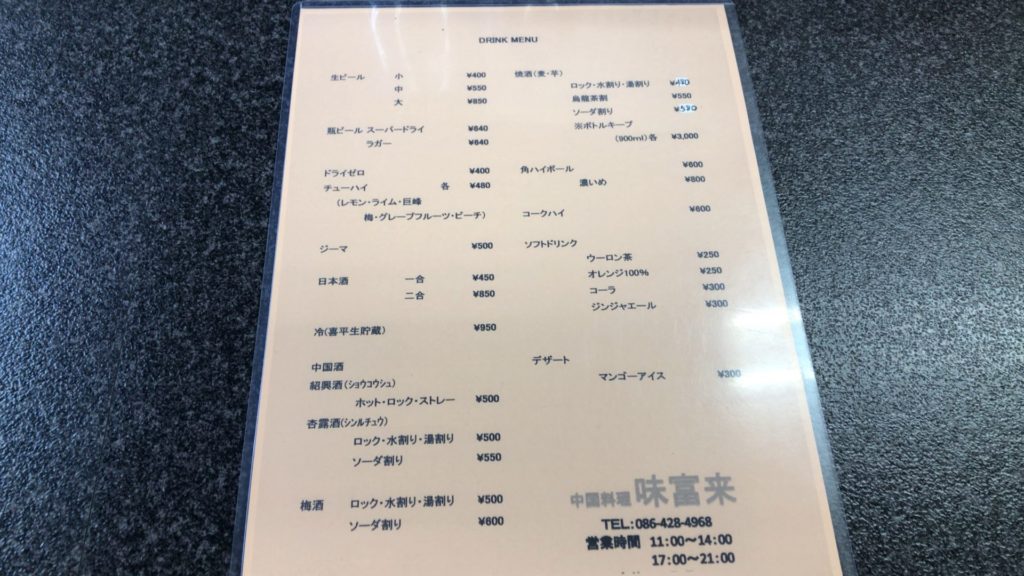 DRINK MENU
生ビール 小 ¥400
中 ¥550
大 ¥850
瓶ビール スーパードライ ¥640
ラガー ¥640
ドライゼロ ¥400
チューハイ 各 ¥480
(レモン・ライム・巨峰
梅・グレープフルーツ・ピーチ)
ジーマ ¥500
日本酒 一合 ¥450
二合 ¥850
冷(喜平生貯蔵) ¥950
中国酒
紹興酒(ショウコウシュ)
ホット・ロック・ストレー ¥500
杏露酒(シンルチュウ)
ロック・水割り・湯割り ¥500
ソーダ割り ¥550
梅酒 ロック・水割り・湯割り ¥500
ソーダ割り ¥600
焼酒(麦・芋)
ロック・水割り・湯割り
烏龍茶割 ¥550
ソーダ割り ¥580
※ボトルキープ
(900ml)各 ¥3,000
角ハイボール ¥600
濃いめ ¥800
コークハイ ¥600
ソフトドリンク
ウーロン茶 ¥250
オレンジ100% ¥250
コーラ ¥300
ジンジャエール ¥300
デザート
マンゴーアイス ¥300
中国料理 味富来
TEL:086-428-4968
営業時間 11:00〜14:00
17:00〜21:00